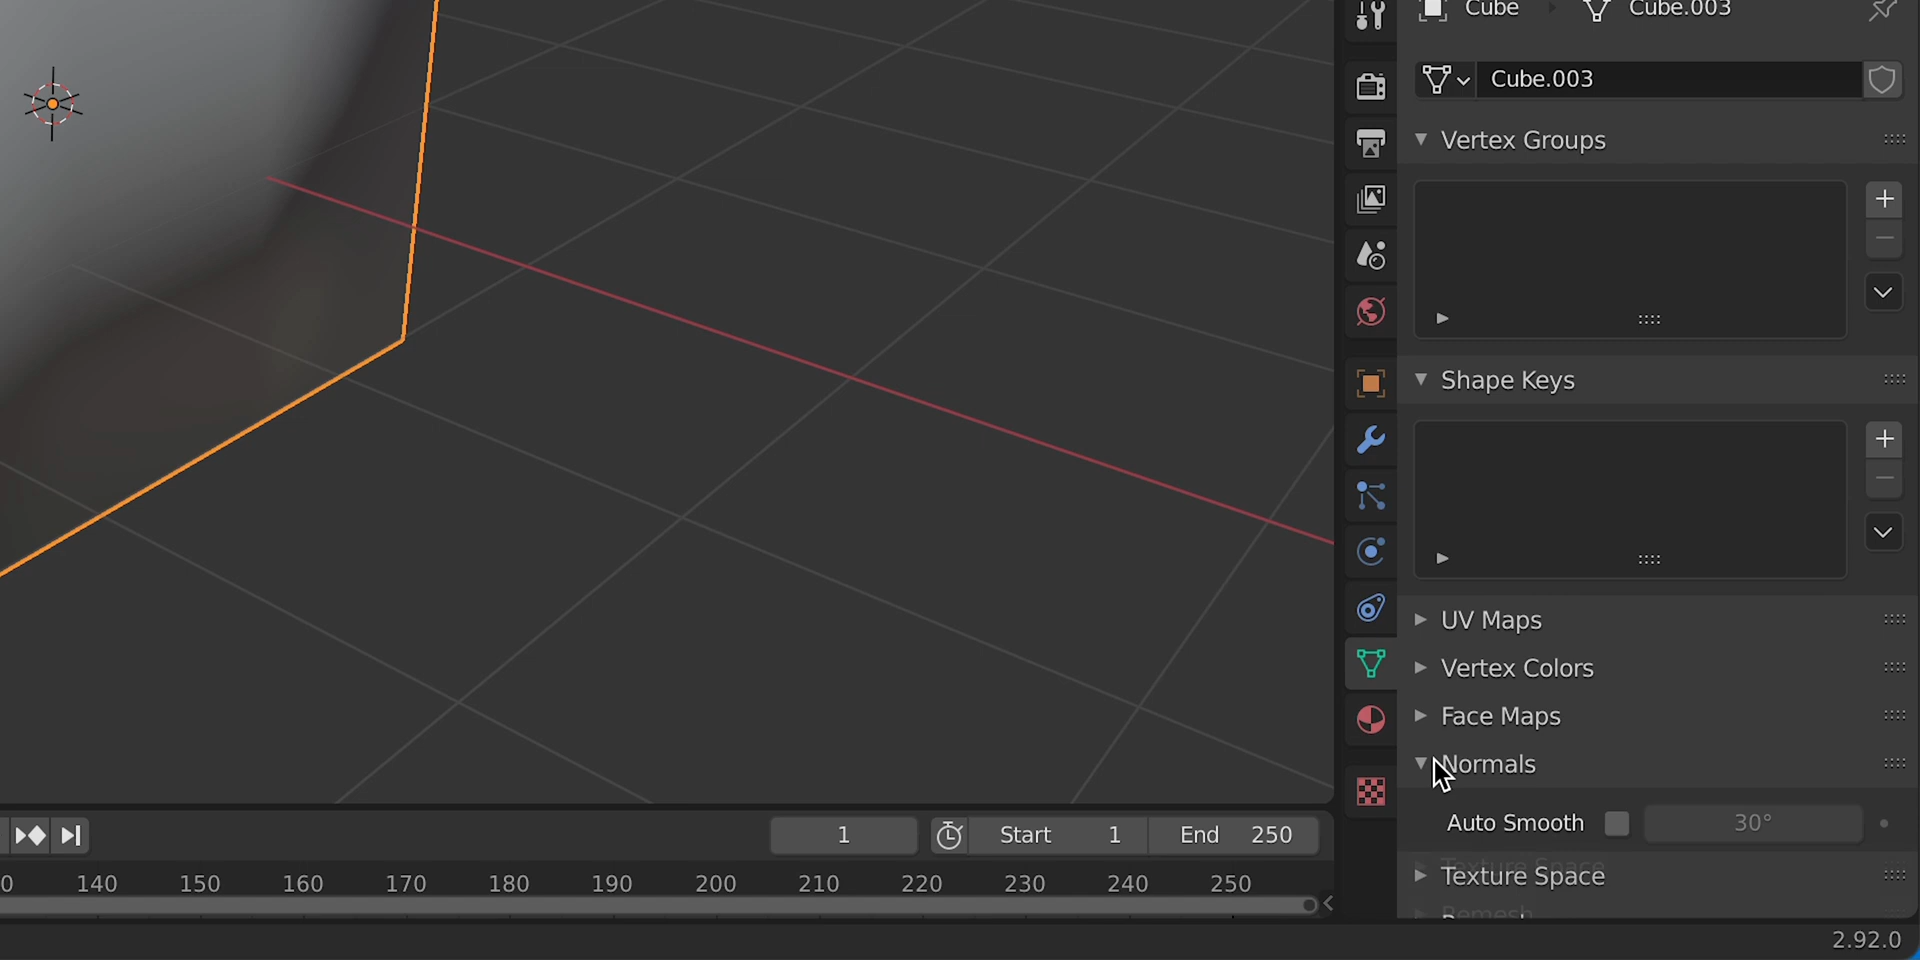 Cube Cube.003
Cube.003
Vertex Groups
Shape Keys
UV Maps
Vertex Colors
Face Maps
Normals
Auto Smooth 30°
Texture Space
Texture Space
1 Start 1 End 250
0 140 150 160 170 180 190 200 210 220 230 240 250
2.92.0